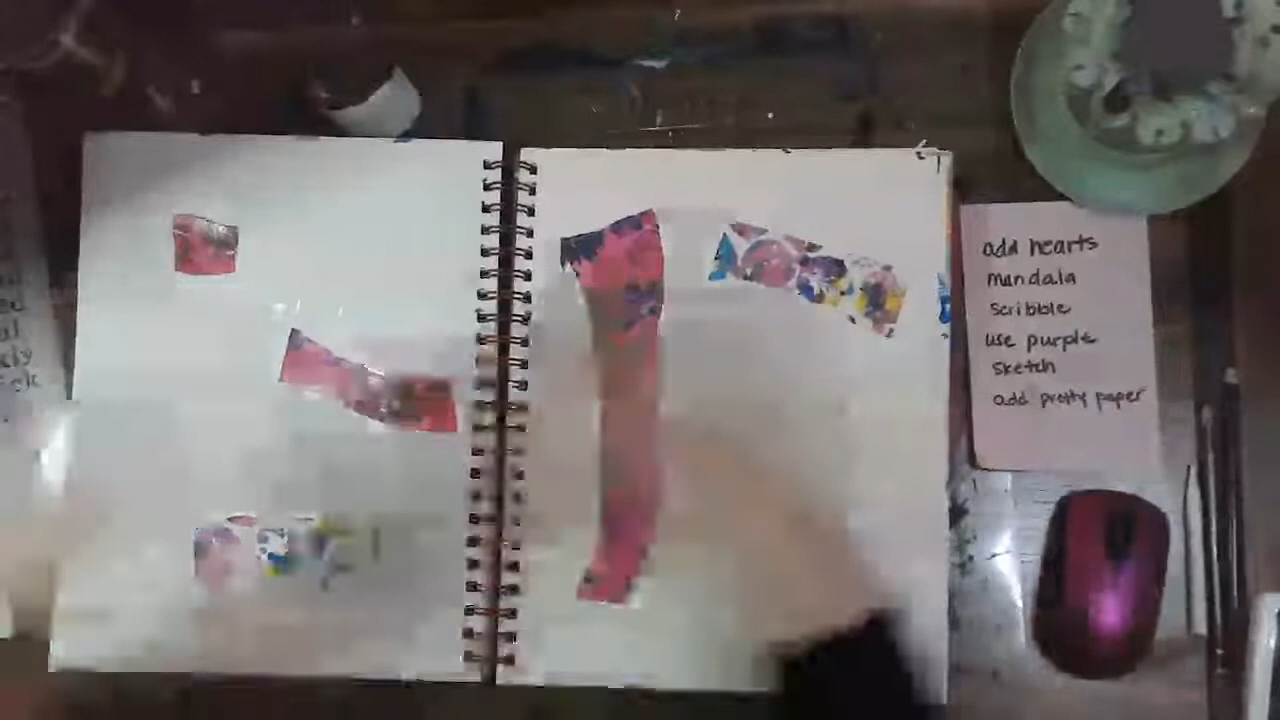 add hearts
mandala
scribble
use purple
sketch
add pretty paper